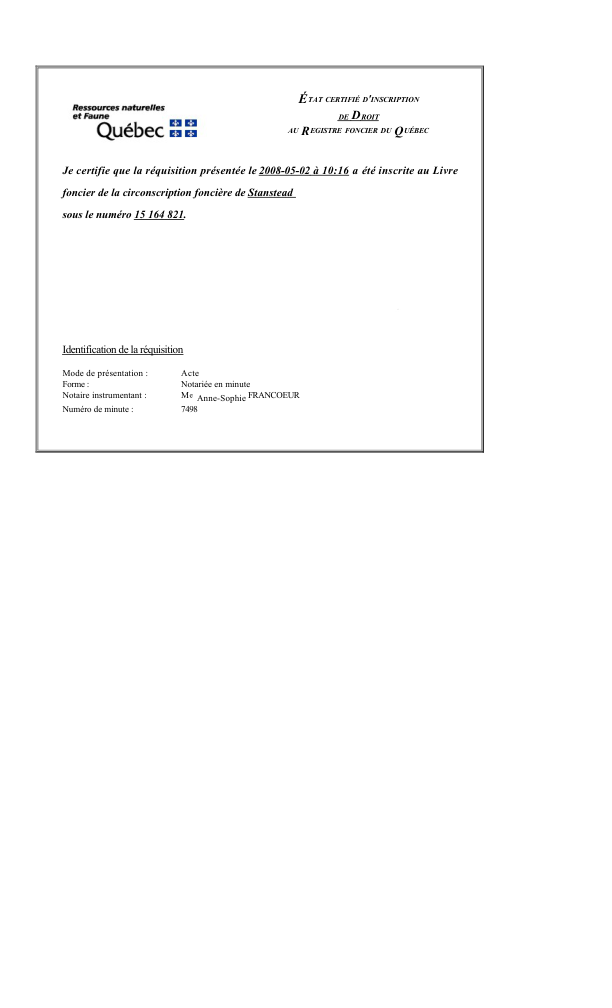 Ressources naturelles
et Faune
Québec
ÉTAT CERTIFIÉ D'INSCRIPTION
DE DROIT
AU REGISTRE FONCIER DU QUÉBEC
Je certifie que la réquisition présentée le 2008-05-02 à 10:16 a été inscrite au Livre
foncier de la circonscription foncière de Stanstead
sous le numéro 15 164 821.
Identification de la réquisition
Mode de présentation : Acte
Forme : Notariée en minute
Notaire instrumentant : Me Anne-Sophie FRANCOEUR
Numéro de minute : 7498